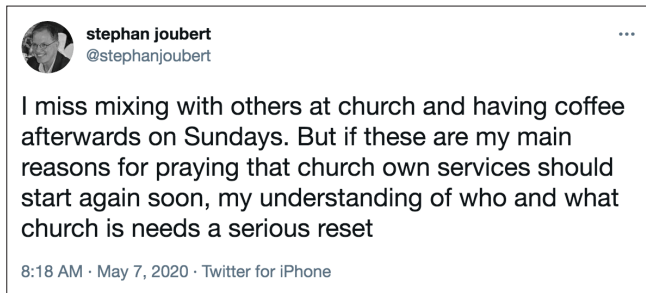 stephan joubert
@stephanjoubert
I miss mixing with others at church and having coffee
afterwards on Sundays. But if these are my main
reasons for praying that church own services should
start again soon, my understanding of who and what
church is needs a serious reset
8:18 AM · May 7, 2020 · Twitter for iPhone